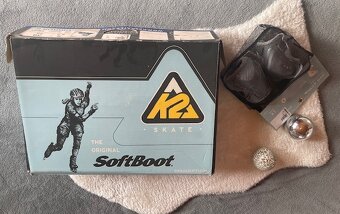 K2
SKATE
THE
ORIGINAL
SoftBoot